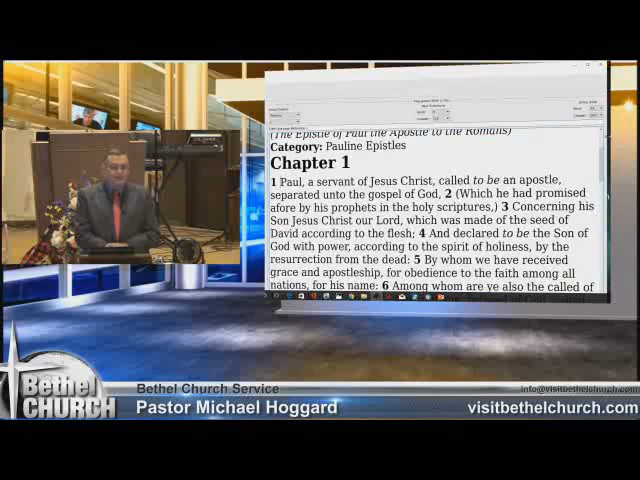 (The Epistle of Paul the Apostle to the Romans)
Category: Pauline Epistles
Chapter 1
1 Paul, a servant of Jesus Christ, called to be an apostle,
separated unto the gospel of God, 2 (Which he had promised
afore by his prophets in the holy scriptures,) 3 Concerning his
Son Jesus Christ our Lord, which was made of the seed of
David according to the flesh; 4 And declared to be the Son of
God with power, according to the spirit of holiness, by the
resurrection from the dead: 5 By whom we have received
grace and apostleship, for obedience to the faith among all
nations, for his name: 6 Among whom are ye also the called of
Bethel
CHURCH
Bethel Church Service
info@visitbethelchurch.com
Pastor Michael Hoggard
visitbethelchurch.com